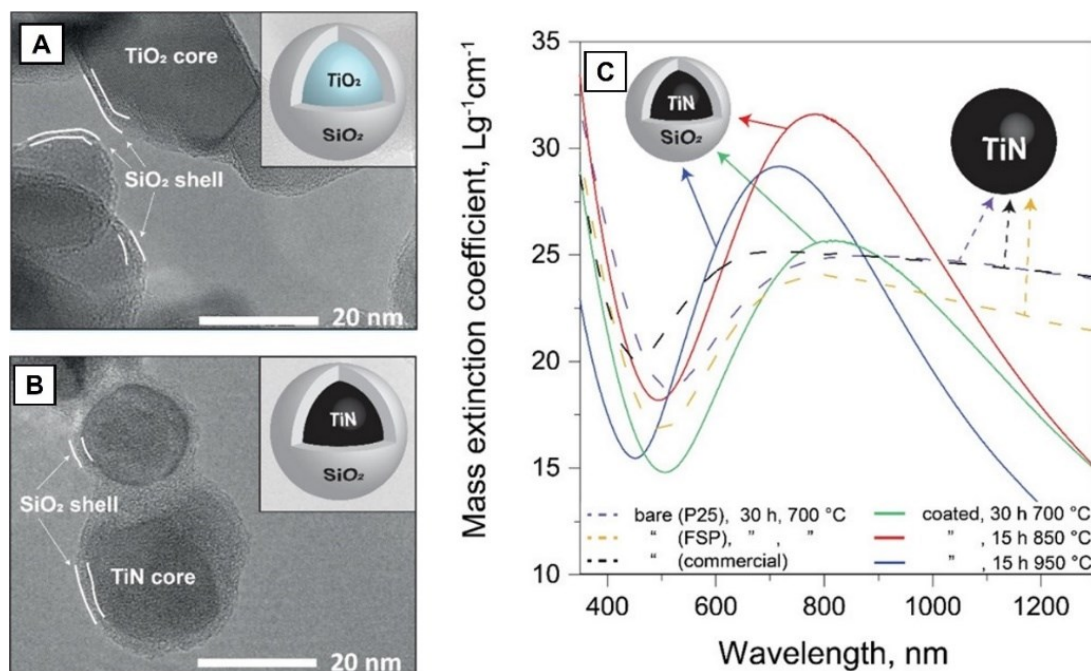 A
TiO₂ core
TiO₂
SiO₂
SiO₂ shell
20 nm
B
TiN
SiO₂
SiO₂ shell
TiN core
20 nm
C
Mass extinction coefficient, Lg⁻¹cm⁻¹
35
30
25
20
15
10
TiN
SiO₂
TiN
bare (P25), 30 h, 700 °C
“ (FSP), ” , ”
“ (commercial)
coated, 30 h 700 °C
” , 15 h 850 °C
” , 15 h 950 °C
400 600 800 1000 1200
Wavelength, nm